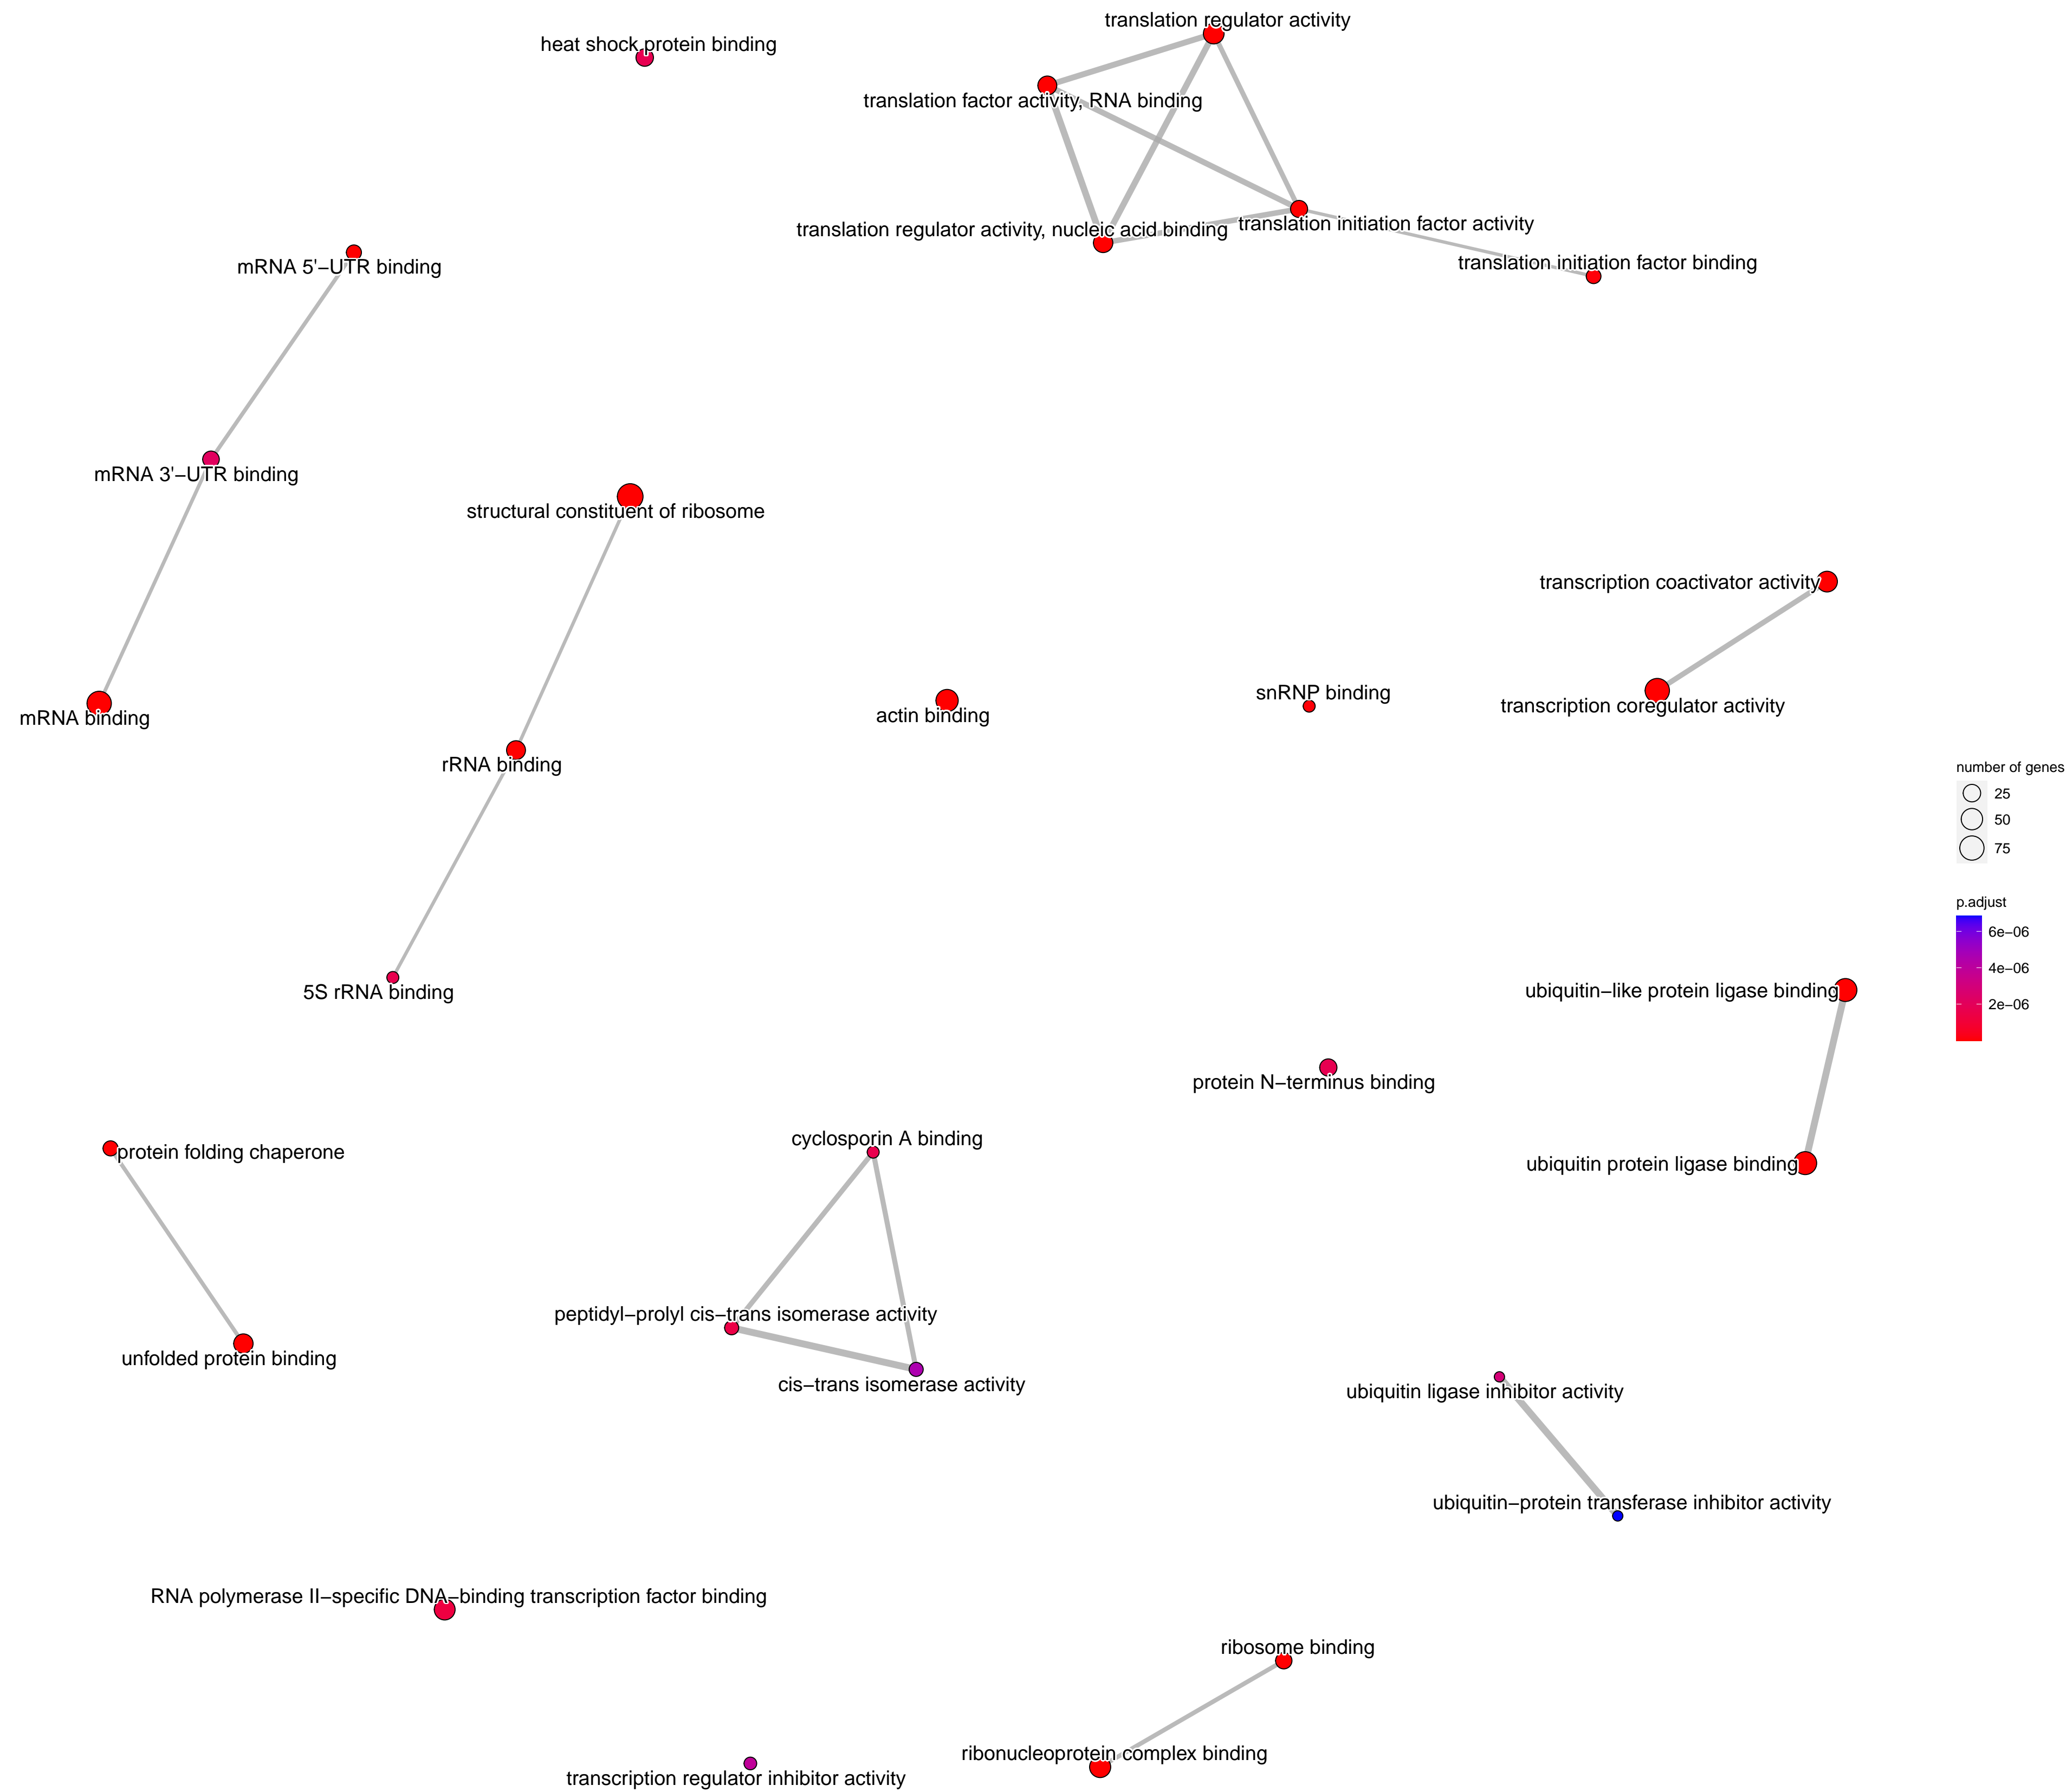 translation regulator activity
heat shock protein binding
translation factor activity, RNA binding
translation regulator activity, nucleic acid binding
translation initiation factor activity
translation initiation factor binding
mRNA 5'−UTR binding
mRNA 3'−UTR binding
structural constituent of ribosome
transcription coactivator activity
snRNP binding
transcription coregulator activity
actin binding
mRNA binding
rRNA binding
number of genes
25
50
75
p.adjust
6e−06
4e−06
2e−06
5S rRNA binding
ubiquitin−like protein ligase binding
protein N−terminus binding
cyclosporin A binding
protein folding chaperone
ubiquitin protein ligase binding
peptidyl−prolyl cis−trans isomerase activity
unfolded protein binding
cis−trans isomerase activity
ubiquitin ligase inhibitor activity
ubiquitin−protein transferase inhibitor activity
RNA polymerase II−specific DNA−binding transcription factor binding
ribosome binding
ribonucleoprotein complex binding
transcription regulator inhibitor activity